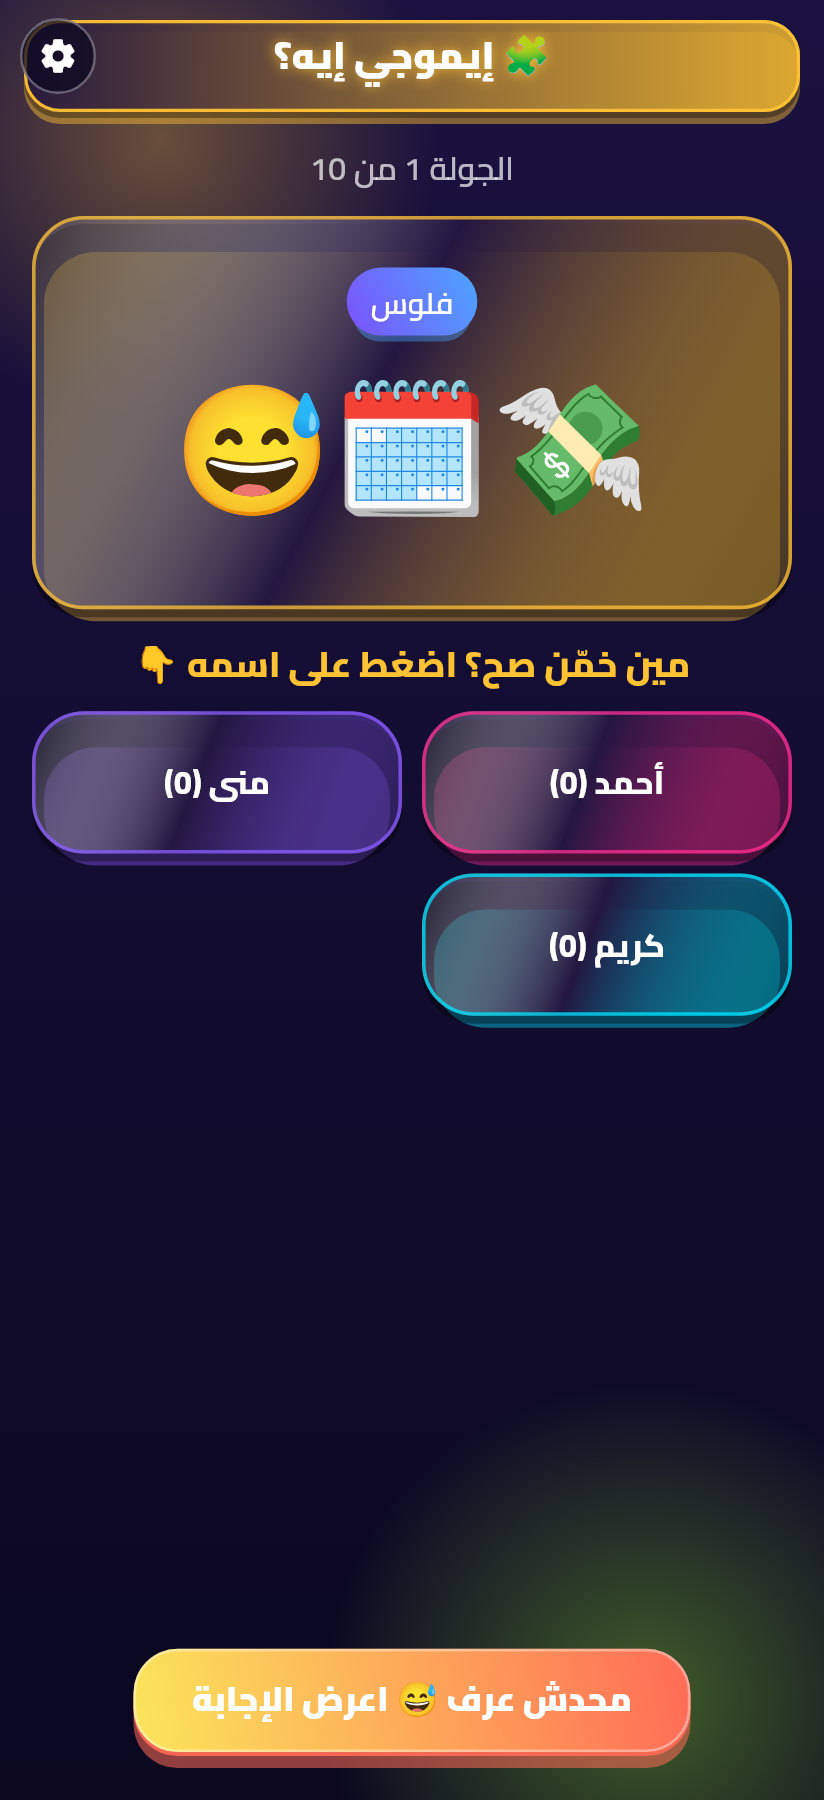 🧩 إيموجي إيه؟
الجولة 1 من 10
فلوس
💸🗓️😅
مين خمّن صح؟ اضغط على اسمه 👇
أحمد (0)
منى (0)
كريم (0)
محدش عرف 😅 اعرض الإجابة